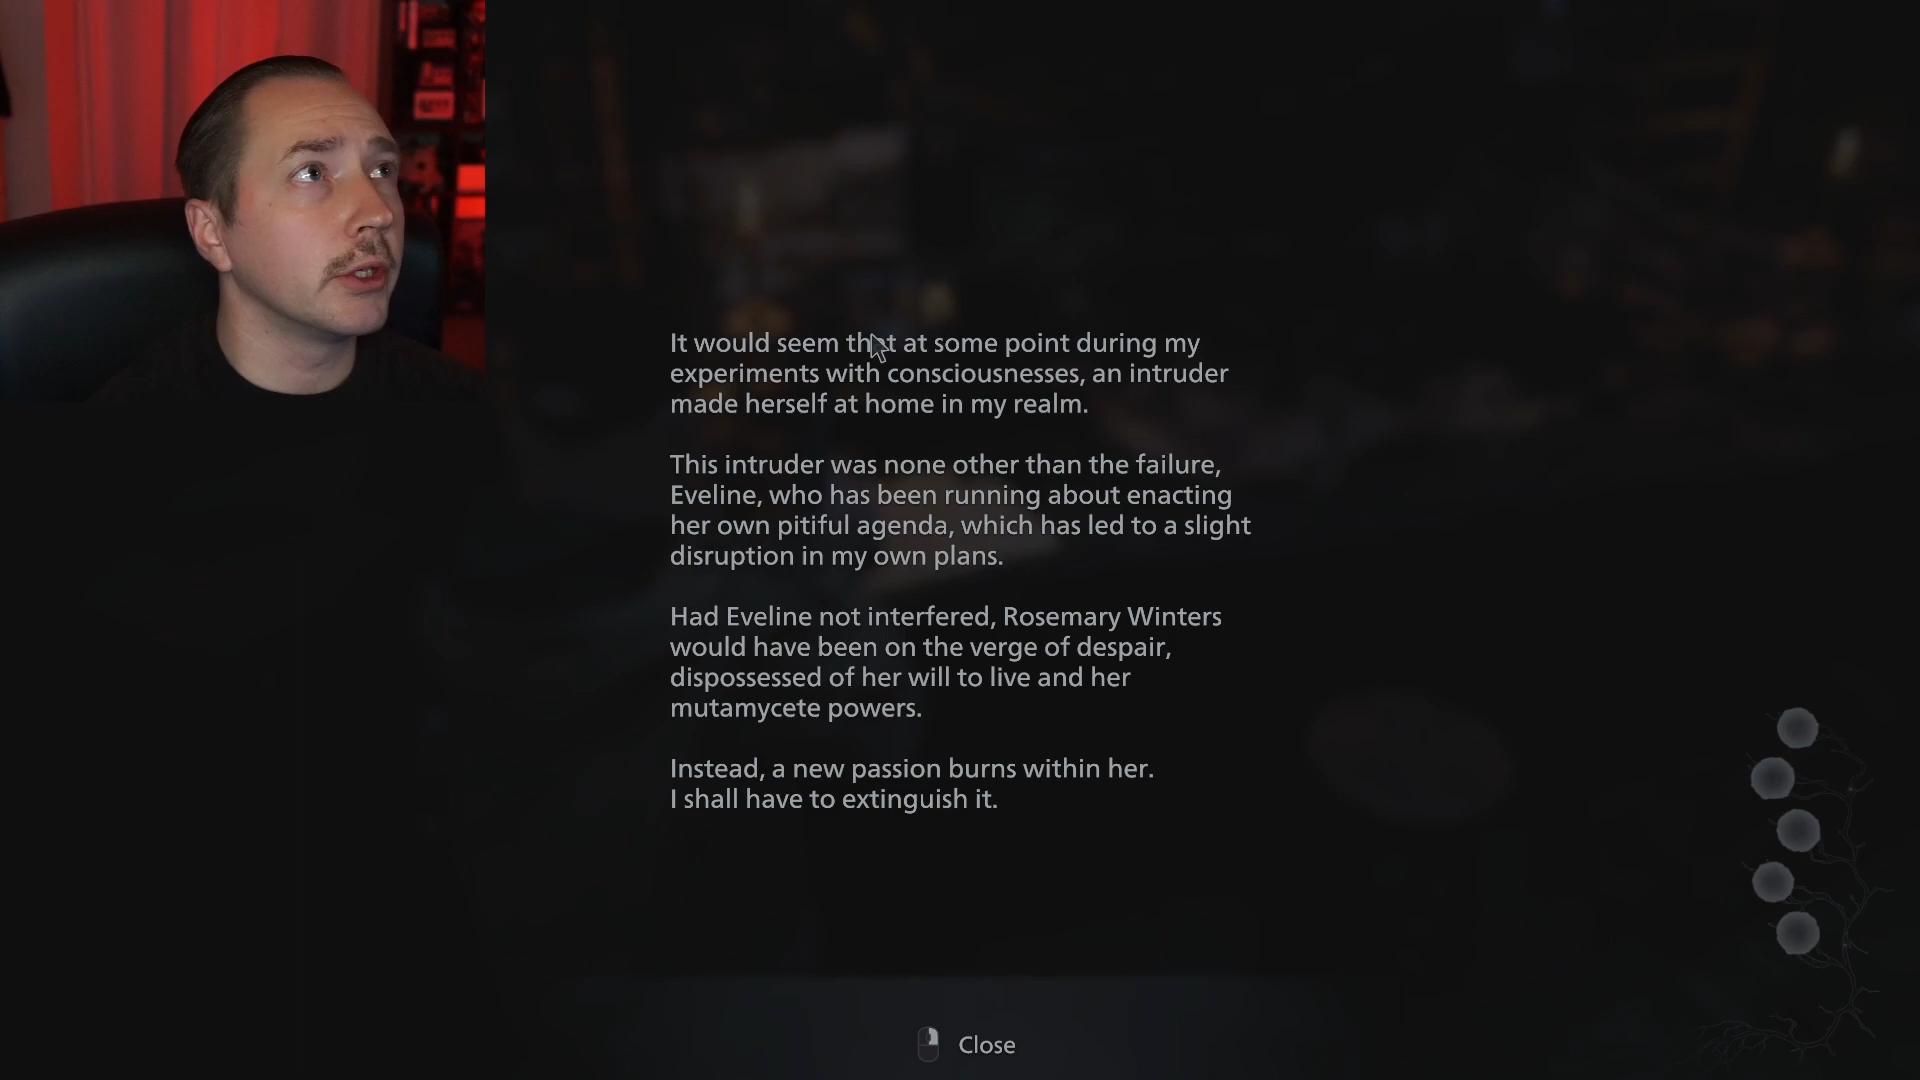 It would seem that at some point during my
experiments with consciousnesses, an intruder
made herself at home in my realm.
This intruder was none other than the failure,
Eveline, who has been running about enacting
her own pitiful agenda, which has led to a slight
disruption in my own plans.
Had Eveline not interfered, Rosemary Winters
would have been on the verge of despair,
dispossessed of her will to live and her
mutamycete powers.
Instead, a new passion burns within her.
I shall have to extinguish it.
Close